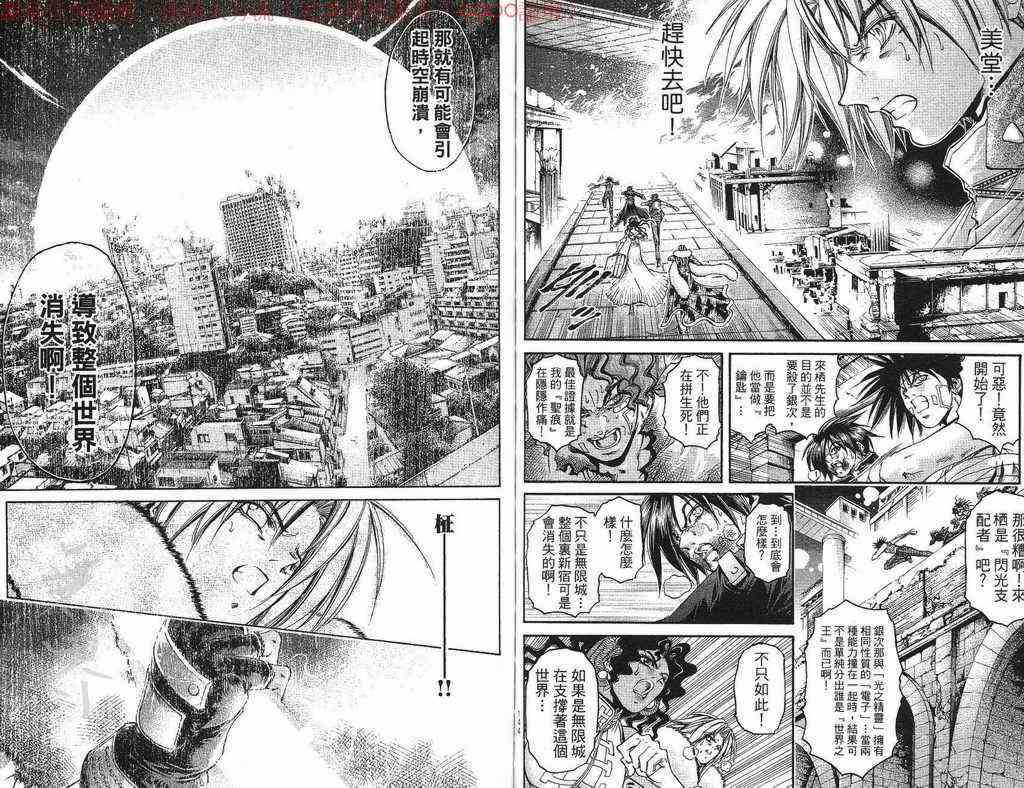 美堂…
趕快去吧！
可惡！竟然
開始了！
來栖先生的
目的並不是
要殺了銀次，
而是要把
他當做『
鑰匙』…
不！他們正
在拼生死！
最佳證據就是
我的『聖痕』
在隱隱作痛！
那很糟啊！來
栖是『閃光支
配者』吧？
銀次那與「光之精靈」擁有
相同性質的「電子」…當兩
種能力撞在一起時，結果可
不是單純分出誰是『世界之
王』而已啊！
到…到底會
怎麼樣？
什麼怎麼
樣！
不只是無限城…
整個裏新宿可是
會消失的啊！
不只如此！
如果是無限城
在支撐著這個
世界…
那就有可能會引
起時空崩潰，
導致整個世界
消失啊！！
柾
!!